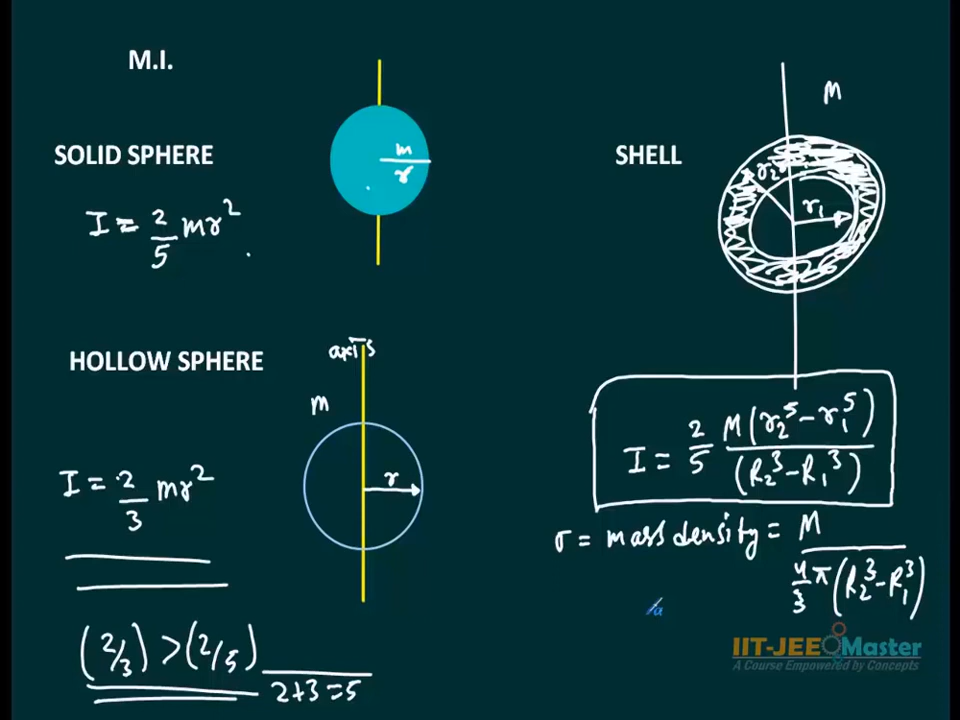 M.I.
SOLID SPHERE
m
r
I = 2/5 mr²
SHELL
M
r₂
r₁
HOLLOW SPHERE
axis
m
r
I = 2/3 mr²
(2/3) > (2/5)
2+3=5
I = 2/5 M(r₂⁵-r₁⁵)/(R₂³-R₁³)
σ = mass density = M/(4/3 π(R₂³-R₁³))
IIT-JEE Master
A Course Empowered by Concepts